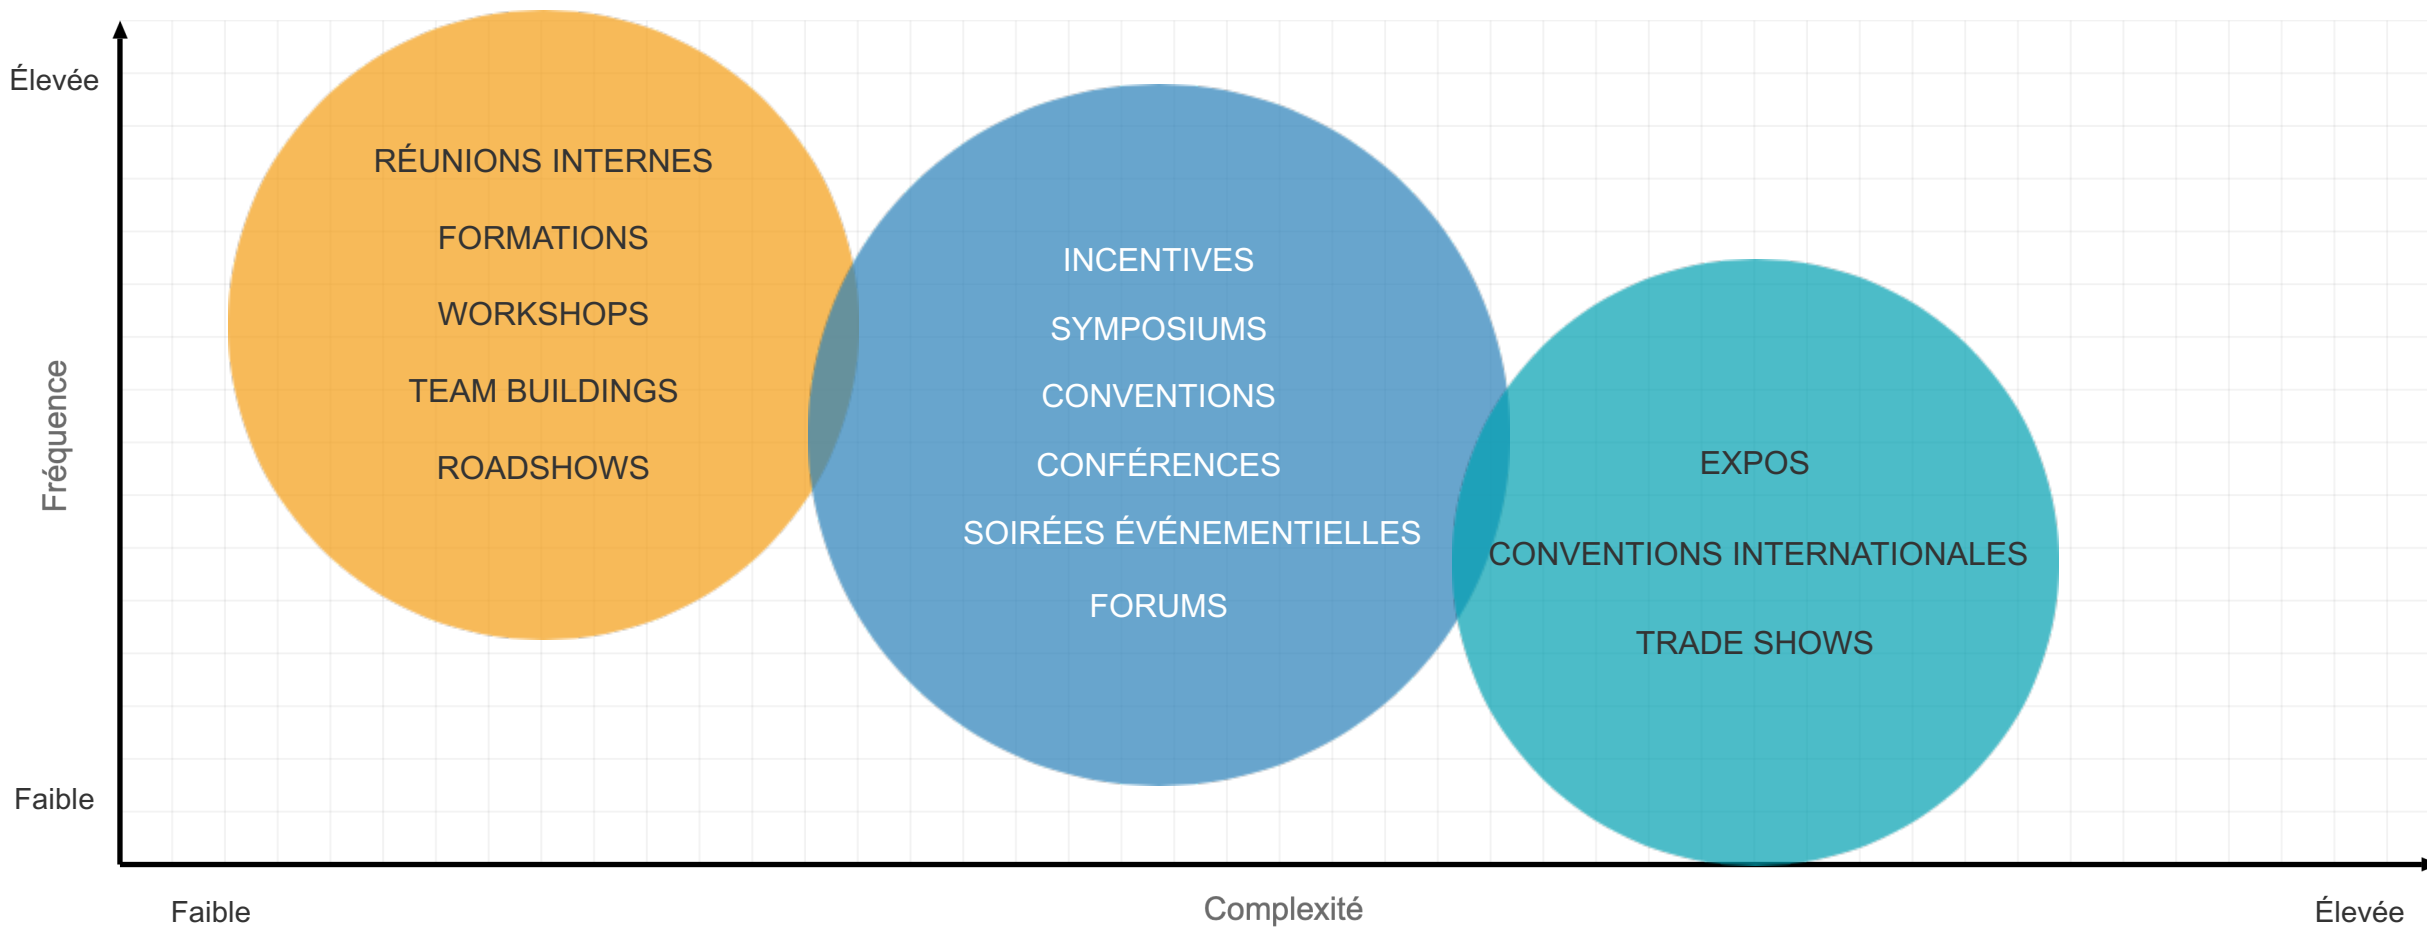 Élevée
Fréquence
Faible
RÉUNIONS INTERNES
FORMATIONS
WORKSHOPS
TEAM BUILDINGS
ROADSHOWS
INCENTIVES
SYMPOSIUMS
CONVENTIONS
CONFÉRENCES
SOIRÉES ÉVÉNEMENTIELLES
FORUMS
EXPOS
CONVENTIONS INTERNATIONALES
TRADE SHOWS
Faible
Complexité
Élevée